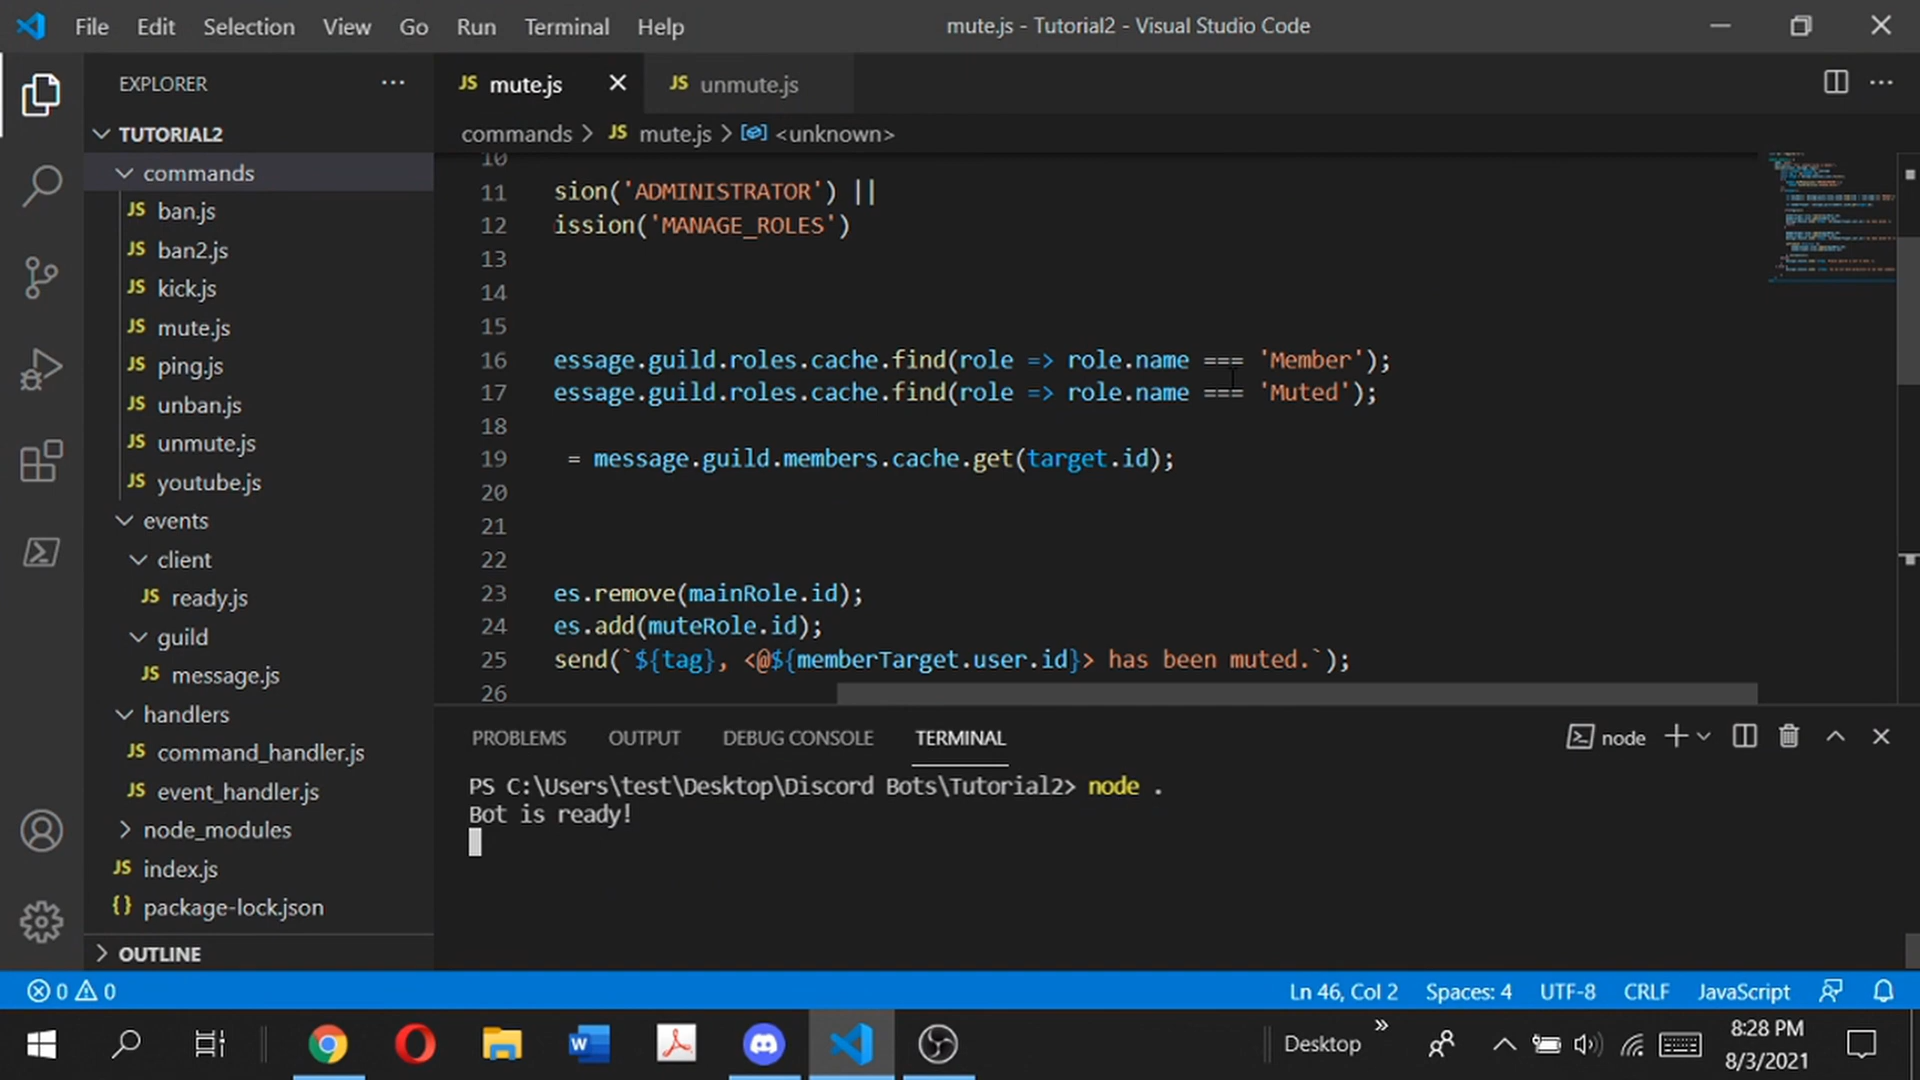 File Edit Selection View Go Run Terminal Help
mute.js - Tutorial2 - Visual Studio Code
EXPLORER
JS mute.js
JS unmute.js
TUTORIAL2
commands > JS mute.js > <unknown>
commands
JS ban.js
JS ban2.js
JS kick.js
JS mute.js
JS ping.js
JS unban.js
JS unmute.js
JS youtube.js
events
client
JS ready.js
guild
JS message.js
handlers
JS command_handler.js
JS event_handler.js
node_modules
JS index.js
{} package-lock.json
OUTLINE
10
11 sion('ADMINISTRATOR') ||
12 ission('MANAGE_ROLES')
13
14
15
16 essage.guild.roles.cache.find(role => role.name === 'Member');
17 essage.guild.roles.cache.find(role => role.name === 'Muted');
18
19 = message.guild.members.cache.get(target.id);
20
21
22
23 es.remove(mainRole.id);
24 es.add(muteRole.id);
25 send(`${tag}, <@${memberTarget.user.id}> has been muted.`);
26
PROBLEMS OUTPUT DEBUG CONSOLE TERMINAL
node
PS C:\Users\test\Desktop\Discord Bots\Tutorial2> node .
Bot is ready!
0 0
Ln 46, Col 2 Spaces: 4 UTF-8 CRLF JavaScript
W
Desktop
8:28 PM
8/3/2021